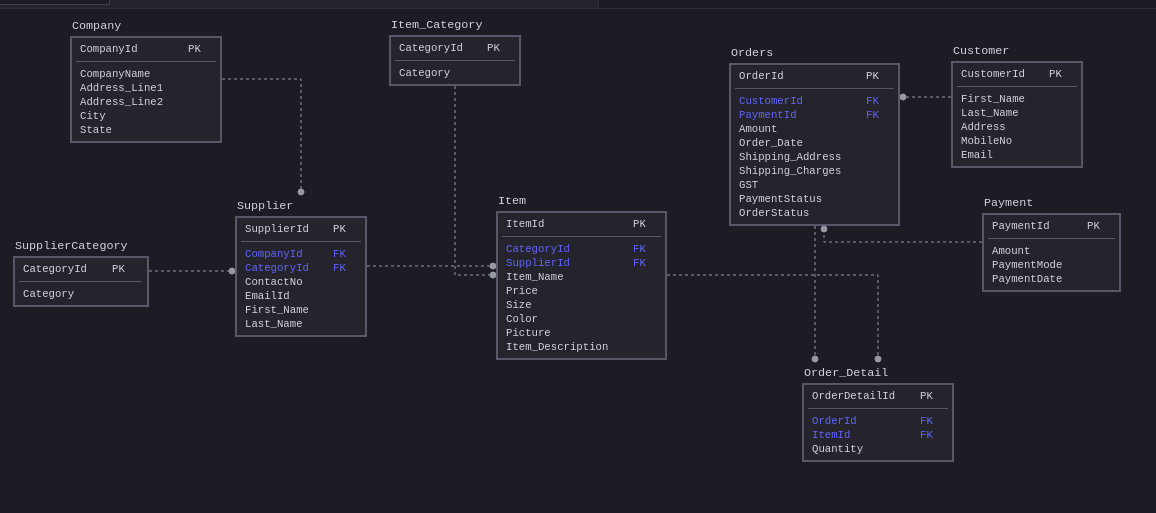 Company
CompanyId PK
CompanyName
Address_Line1
Address_Line2
City
State
Item_Category
CategoryId PK
Category
Orders
OrderId PK
CustomerId FK
PaymentId FK
Amount
Order_Date
Shipping_Address
Shipping_Charges
GST
PaymentStatus
OrderStatus
Customer
CustomerId PK
First_Name
Last_Name
Address
MobileNo
Email
SupplierCategory
CategoryId PK
Category
Supplier
SupplierId PK
CompanyId FK
CategoryId FK
ContactNo
EmailId
First_Name
Last_Name
Item
ItemId PK
CategoryId FK
SupplierId FK
Item_Name
Price
Size
Color
Picture
Item_Description
Payment
PaymentId PK
Amount
PaymentMode
PaymentDate
Order_Detail
OrderDetailId PK
OrderId FK
ItemId FK
Quantity